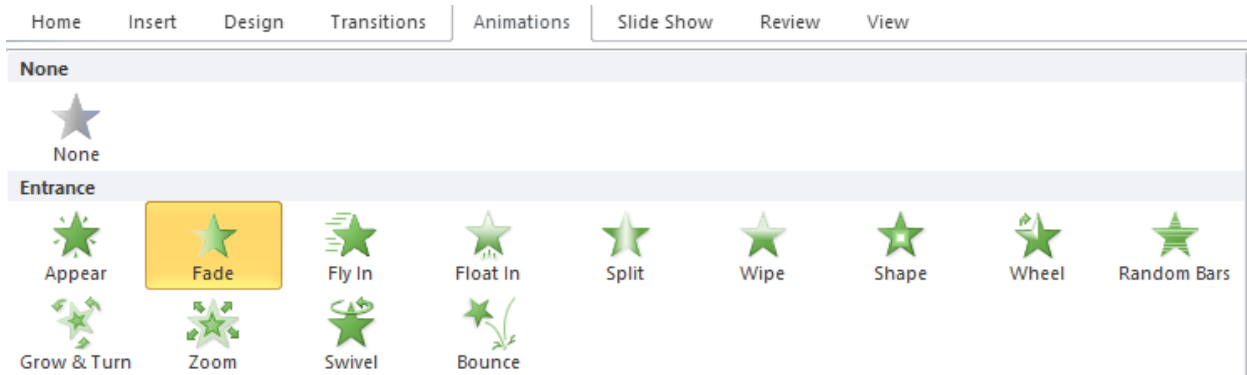 Home Insert Design Transitions Animations Slide Show Review View
None
None
Entrance
Appear Fade Fly In Float In Split Wipe Shape Wheel Random Bars
Grow & Turn Zoom Swivel Bounce